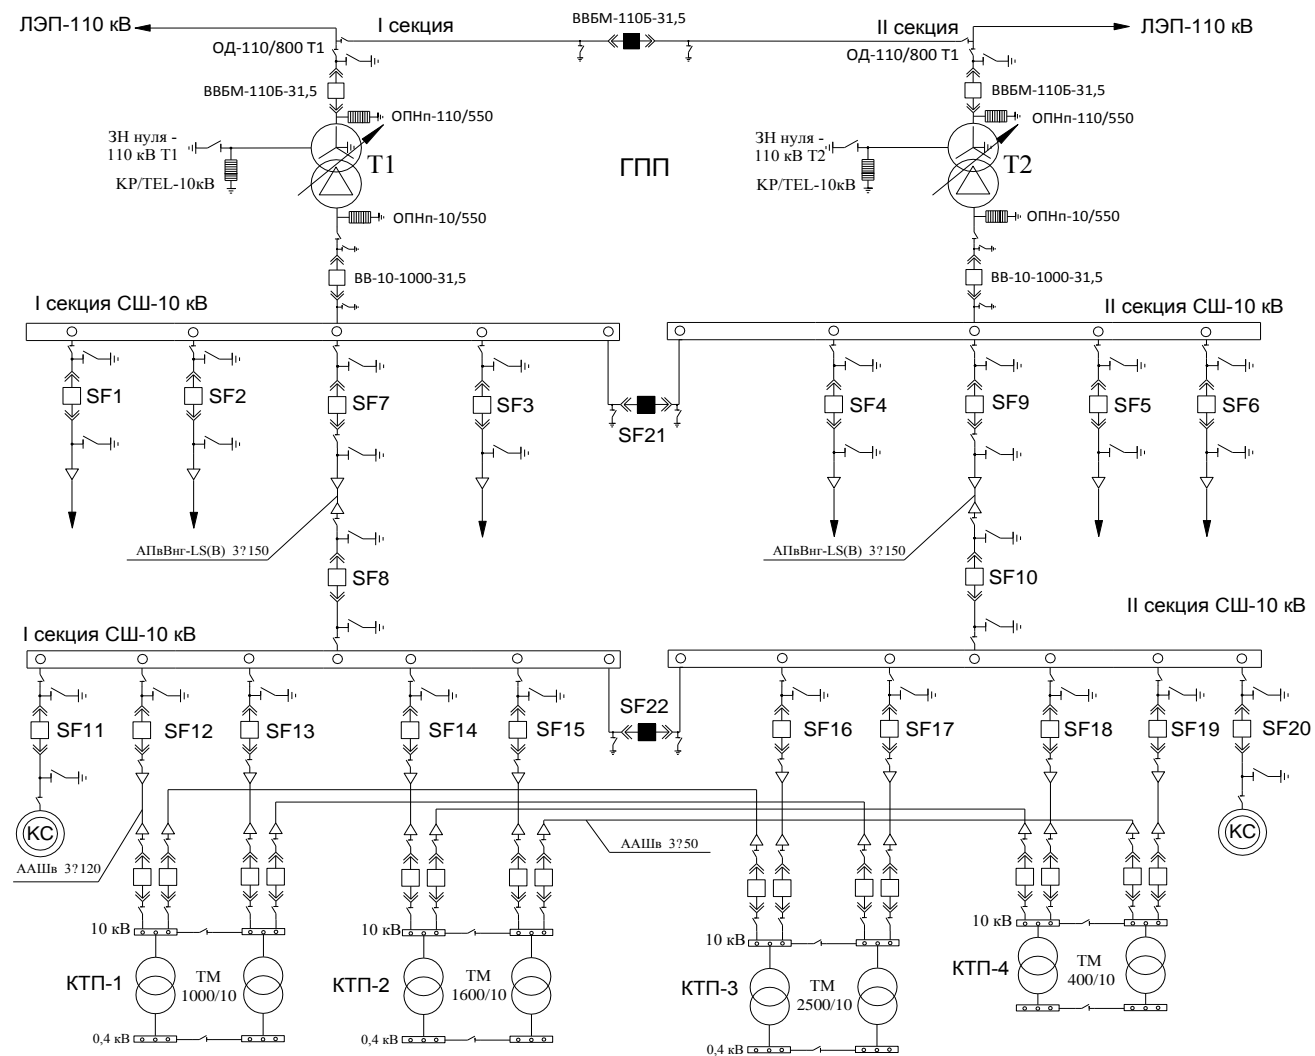 ЛЭП-110 кВ
I секция
ВВБМ-110Б-31,5
II секция
ЛЭП-110 кВ
ОД-110/800 Т1
ОД-110/800 Т1
ВВБМ-110Б-31,5
ВВБМ-110Б-31,5
ОПНп-110/550
ОПНп-110/550
ЗН нуля -
110 кВ Т1
ЗН нуля -
110 кВ Т2
Т1
ГПП
Т2
KP/TEL-10кВ
KP/TEL-10кВ
ОПНп-10/550
ОПНп-10/550
ВВ-10-1000-31,5
ВВ-10-1000-31,5
I секция СШ-10 кВ
II секция СШ-10 кВ
SF1
SF2
SF7
SF3
SF21
SF4
SF9
SF5
SF6
АПвВнг-LS(В) 3?150
АПвВнг-LS(В) 3?150
SF8
SF10
I секция СШ-10 кВ
II секция СШ-10 кВ
SF11
SF12
SF13
SF14
SF15
SF22
SF16
SF17
SF18
SF19
SF20
КС
КС
ААШв 3?120
ААШв 3?50
10 кВ
10 кВ
10 кВ
10 кВ
КТП-1
ТМ
1000/10
КТП-2
ТМ
1600/10
КТП-3
ТМ
2500/10
КТП-4
ТМ
400/10
0,4 кВ
0,4 кВ
0,4 кВ
0,4 кВ